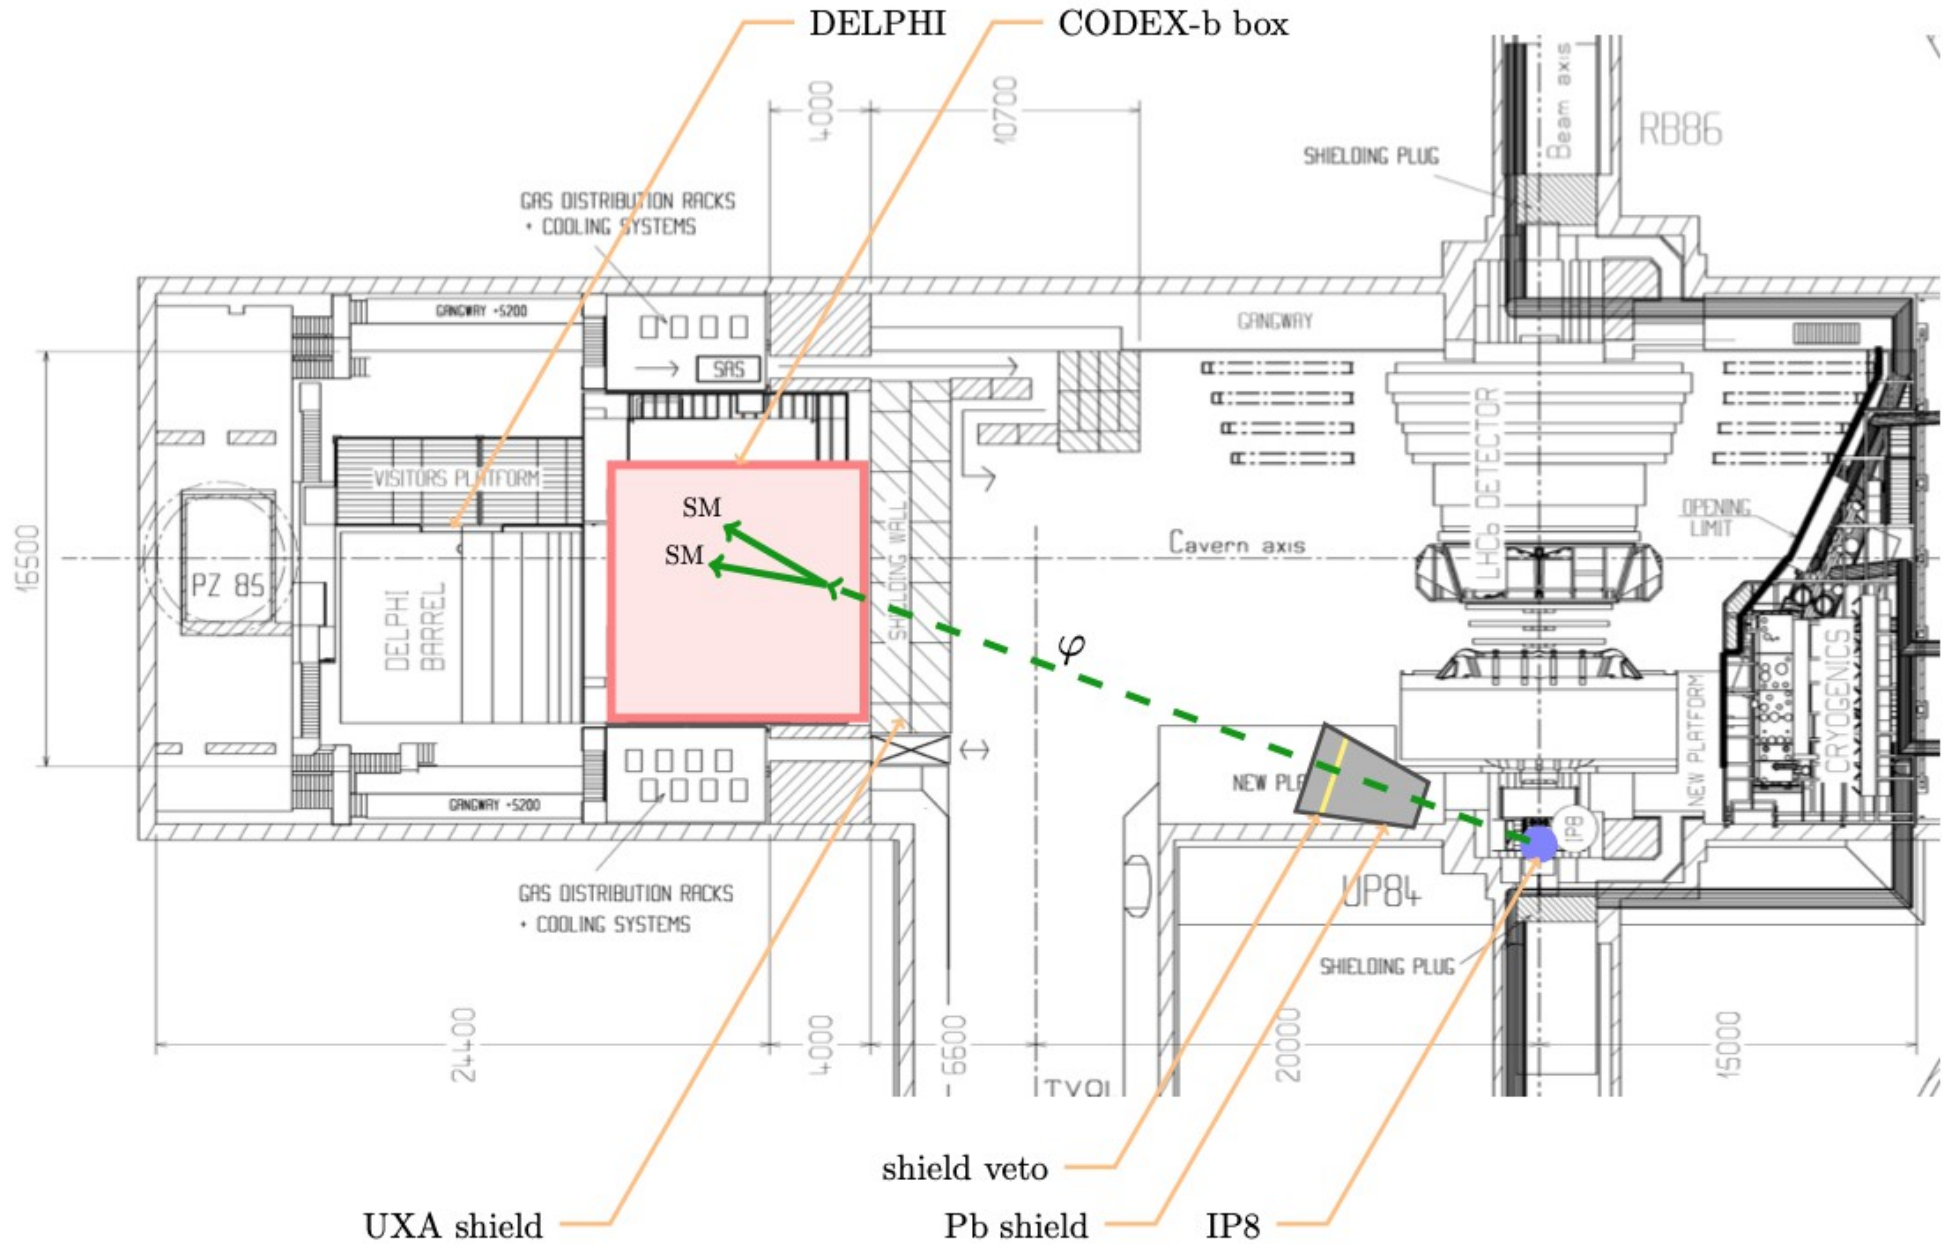 DELPHI
CODEX-b box
4000
10700
Beam axis
RB86
SHIELDING PLUG
GAS DISTRIBUTION RACKS
+ COOLING SYSTEMS
GANGWAY +5200
GANGWAY
SAS
VISITORS PLATFORM
LHCb DETECTOR
SM
SM
OPENING
LIMIT
16500
Cavern axis
SHIELDING WALL
PZ 85
DELPHI
BARREL
φ
CRYOGENICS
NEW PLATFORM
NEW PLA
GANGWAY +5200
IP8
UP84
GAS DISTRIBUTION RACKS
+ COOLING SYSTEMS
SHIELDING PLUG
24400
4000
6600
20000
15000
shield veto
UXA shield
Pb shield
IP8